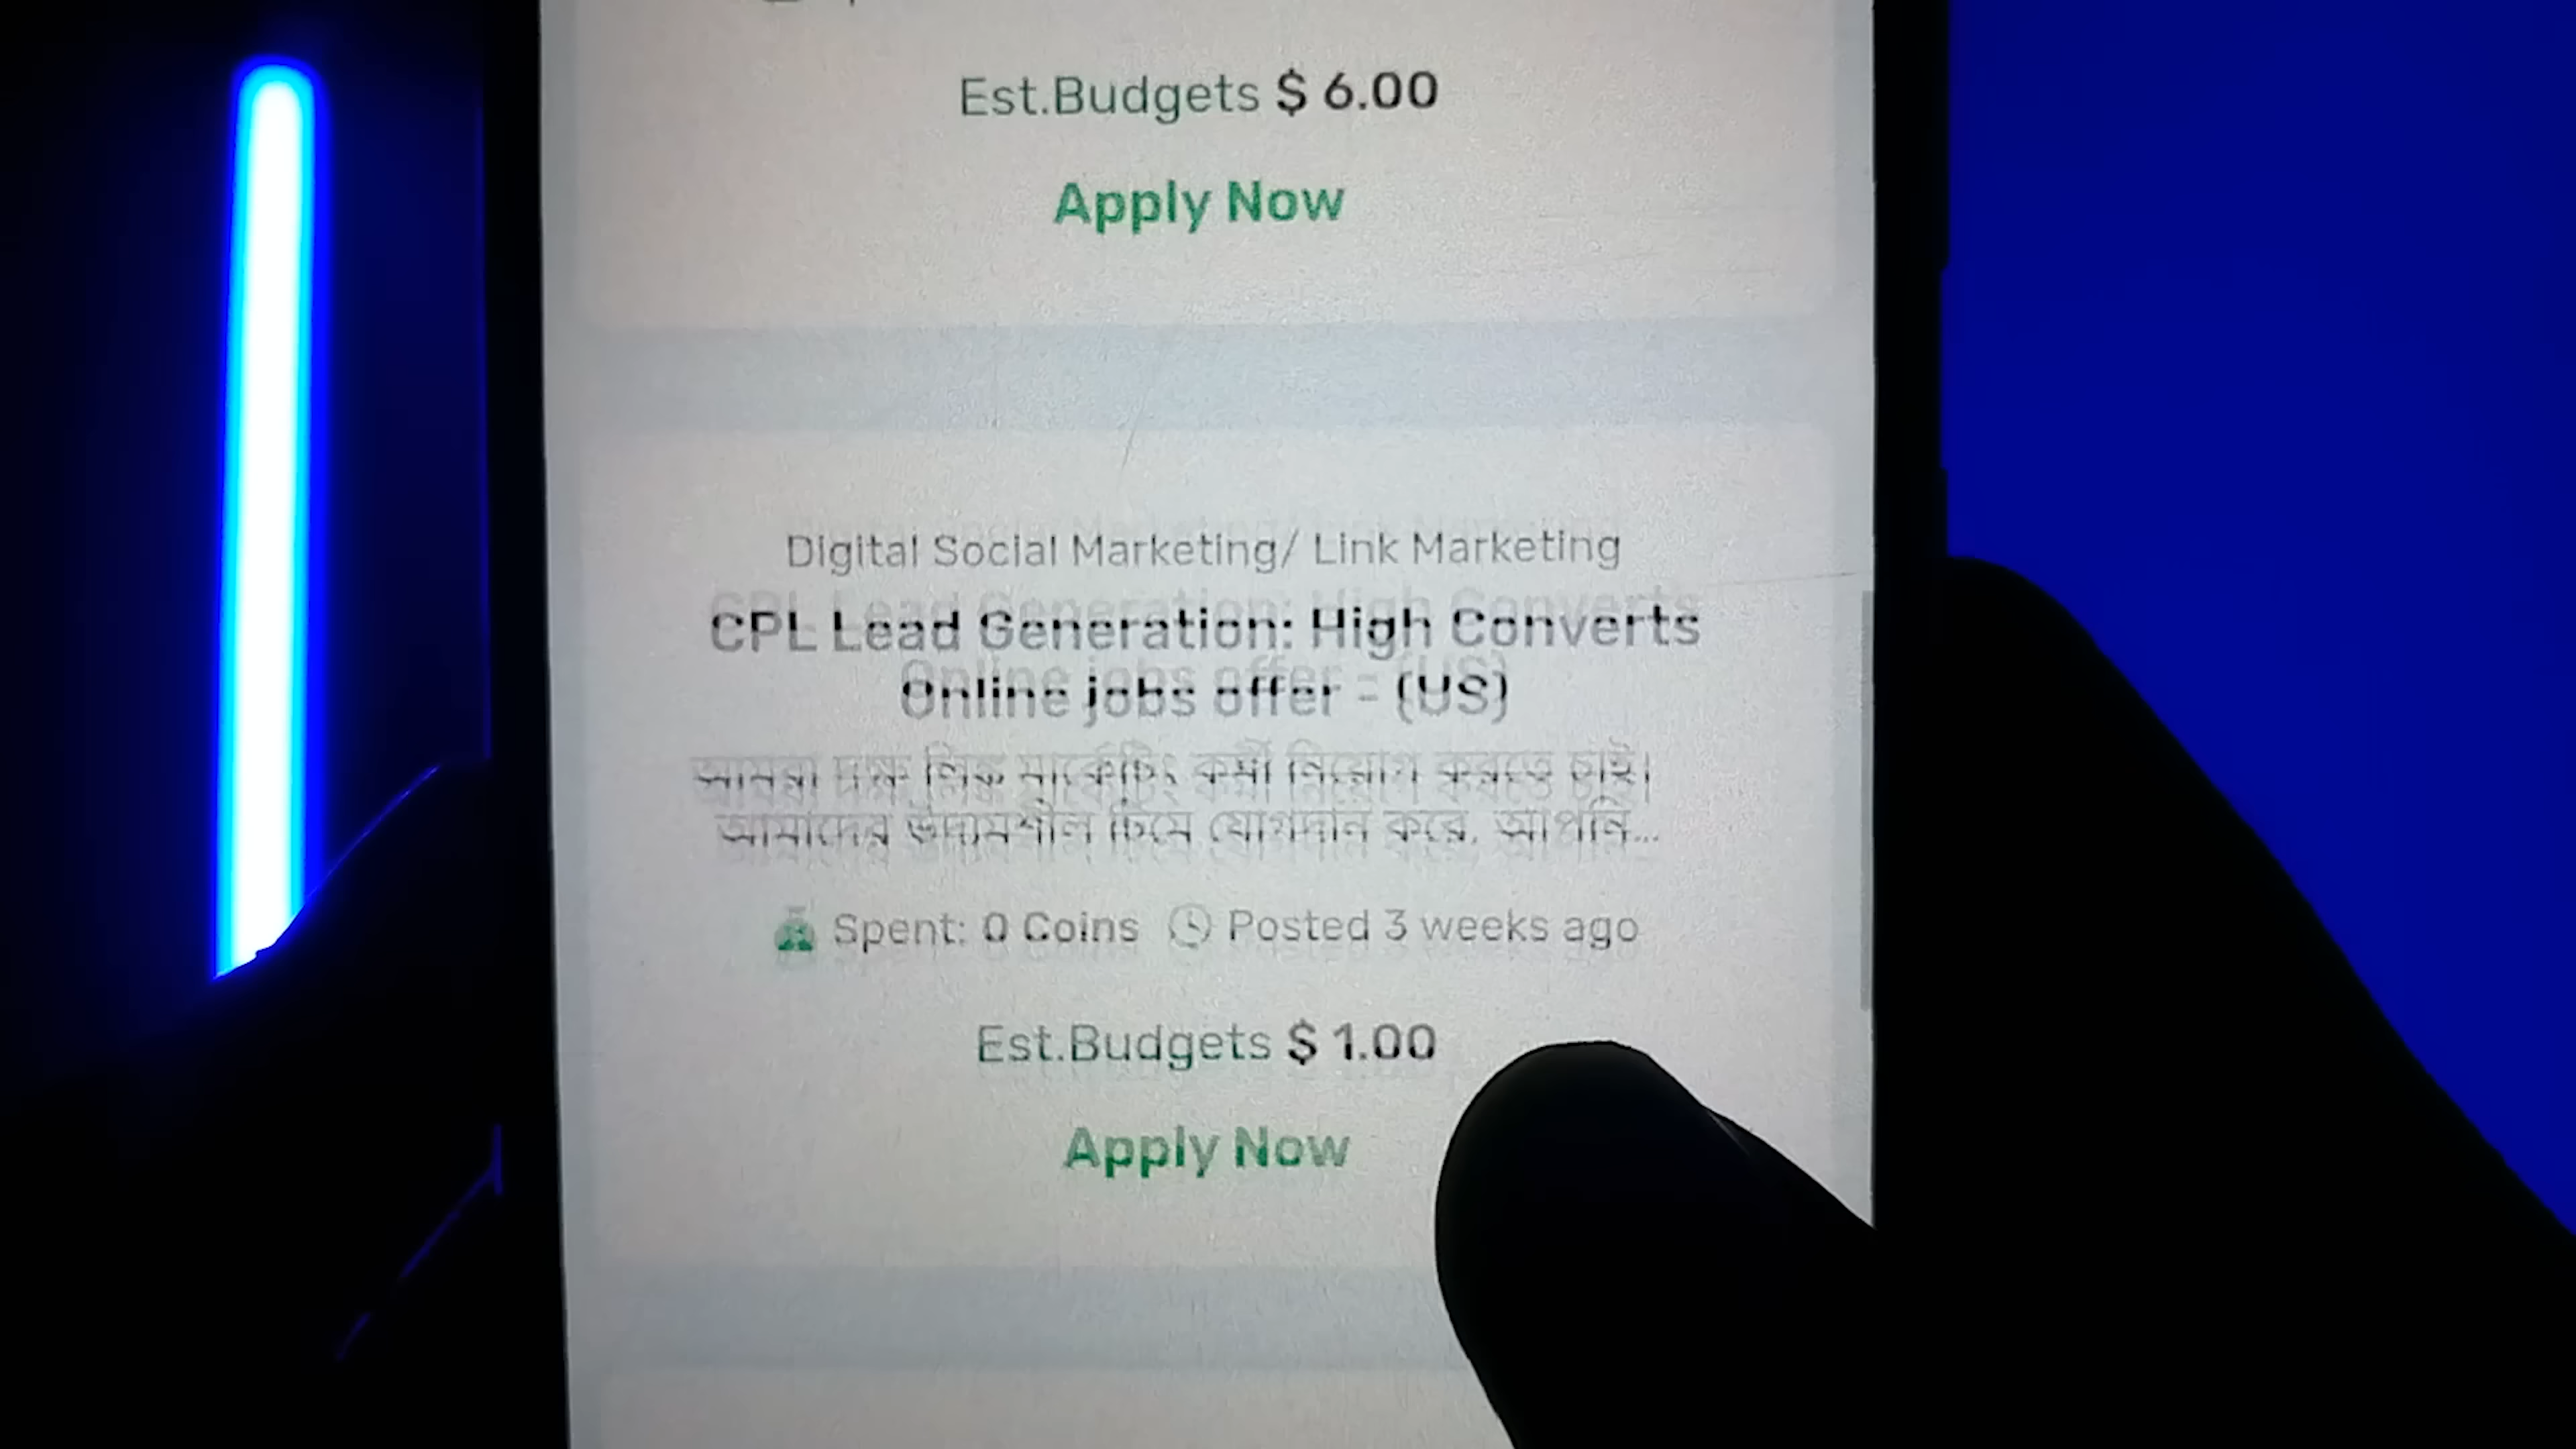 Est.Budgets $ 6.00
Apply Now
Digital Social Marketing/ Link Marketing
CPL Lead Generation: High Converts
Online jobs offer - (US)
আমরা দক্ষ লিঙ্ক মার্কেটিং কর্মী নিয়োগ করতে চাই।
আমাদের উদ্যমশীল টিমে যোগদান করে, আপনি...
Spent: 0 Coins Posted 3 weeks ago
Est.Budgets $ 1.00
Apply Now